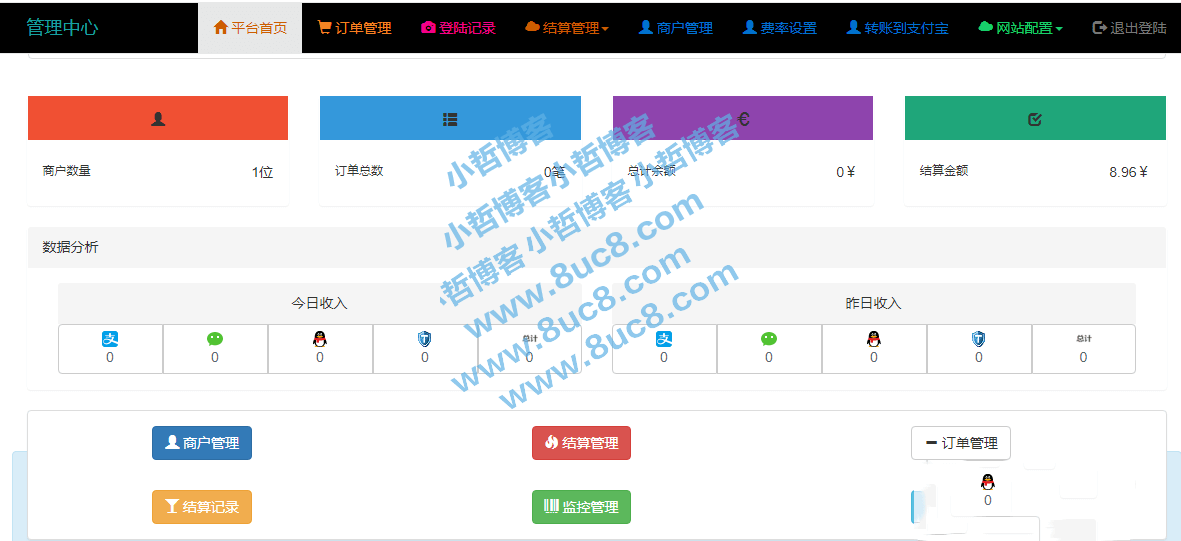 管理中心 平台首页 订单管理 登陆记录 结算管理 商户管理 费率设置 转账到支付宝 网站配置 退出登陆
€
商户数量 1位 订单总数 0笔 总计余额 0￥ 结算金额 8.96￥
小哲博客
小哲博客小哲博客
小哲博客小哲博客小哲博客
www.8uc8.com
www.8uc8.com
www.8uc8.com
数据分析
今日收入 昨日收入
支 总计 支 总计
0 0 0 0 0 0 0 0 0 0
商户管理 结算管理 订单管理
结算记录 监控管理
0